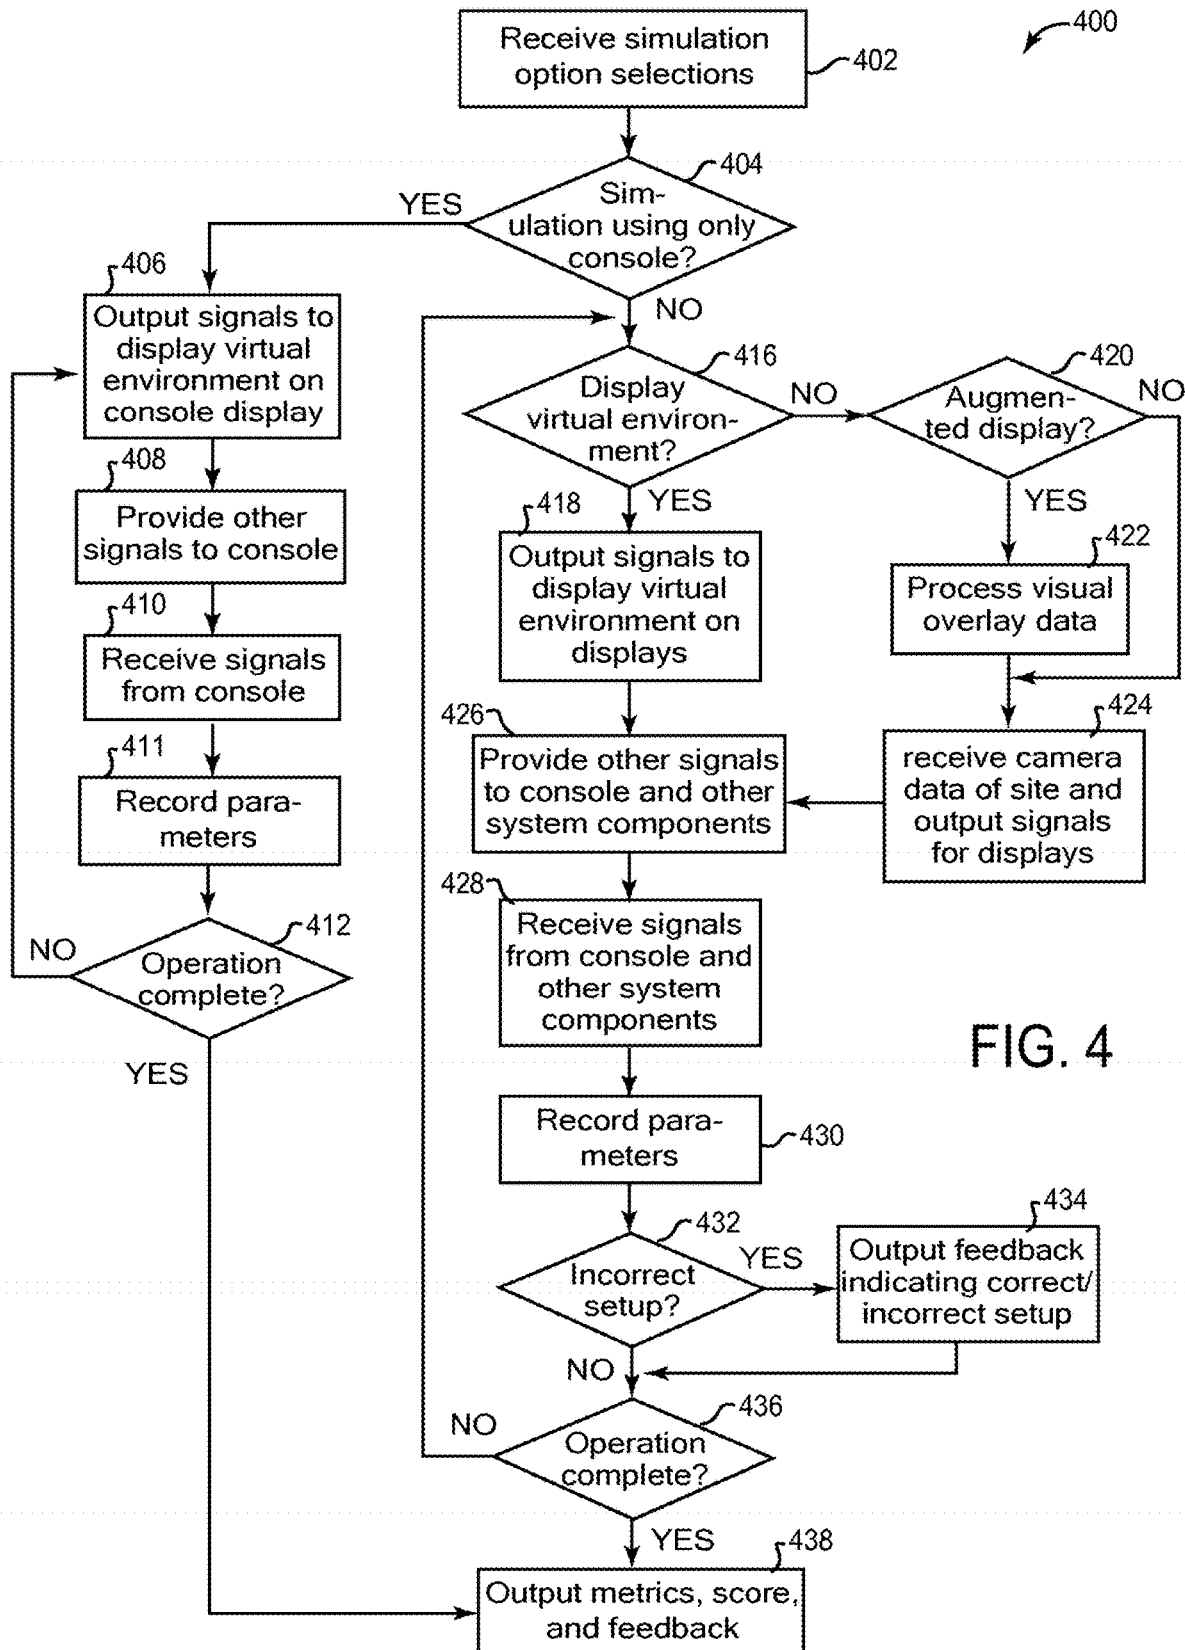 400
Receive simulation
option selections
402
404
Sim-
ulation using only
console?
YES
NO
406
Output signals to
display virtual
environment on
console display
408
Provide other
signals to console
410
Receive signals
from console
411
Record para-
meters
412
Operation
complete?
NO
YES
416
Display
virtual environ-
ment?
NO
YES
420
Augmen-
ted display?
NO
YES
418
Output signals to
display virtual
environment on
displays
422
Process visual
overlay data
424
receive camera
data of site and
output signals
for displays
426
Provide other signals
to console and other
system components
428
Receive signals
from console and
other system
components
FIG. 4
Record para-
meters
430
432
Incorrect
setup?
YES
NO
434
Output feedback
indicating correct/
incorrect setup
436
Operation
complete?
NO
YES
438
Output metrics, score,
and feedback